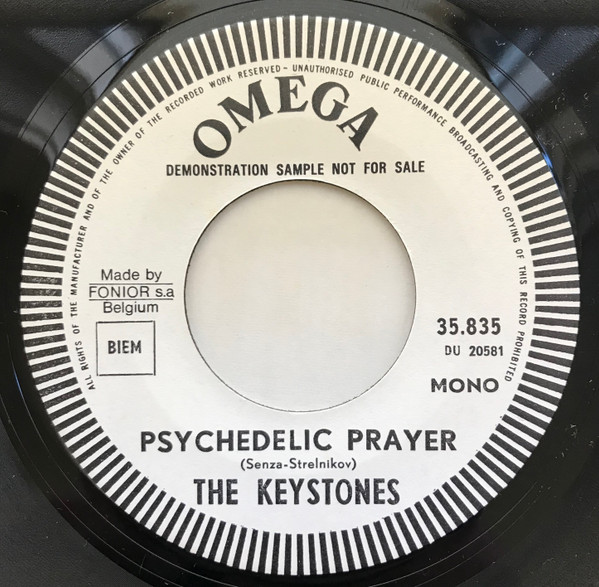 ALL RIGHTS OF THE MANUFACTURER AND OF THE OWNER OF THE RECORDED WORK RESERVED - UNAUTHORISED PUBLIC PERFORMANCE BROADCASTING AND COPYING OF THIS RECORD PROHIBITED
OMEGA
DEMONSTRATION SAMPLE NOT FOR SALE
Made by
FONIOR s.a
Belgium
BIEM
35.835
DU 20581
MONO
PSYCHEDELIC PRAYER
(Senza-Strelnikov)
THE KEYSTONES